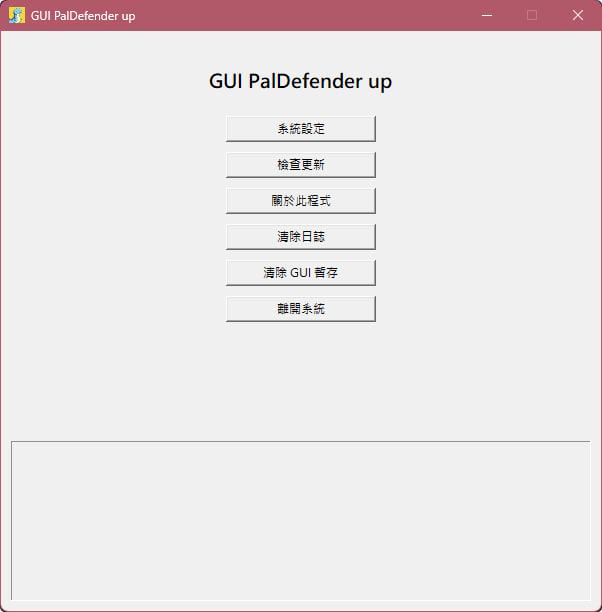 GUI PalDefender up
GUI PalDefender up
系統設定
檢查更新
關於此程式
清除日誌
清除 GUI 暫存
離開系統